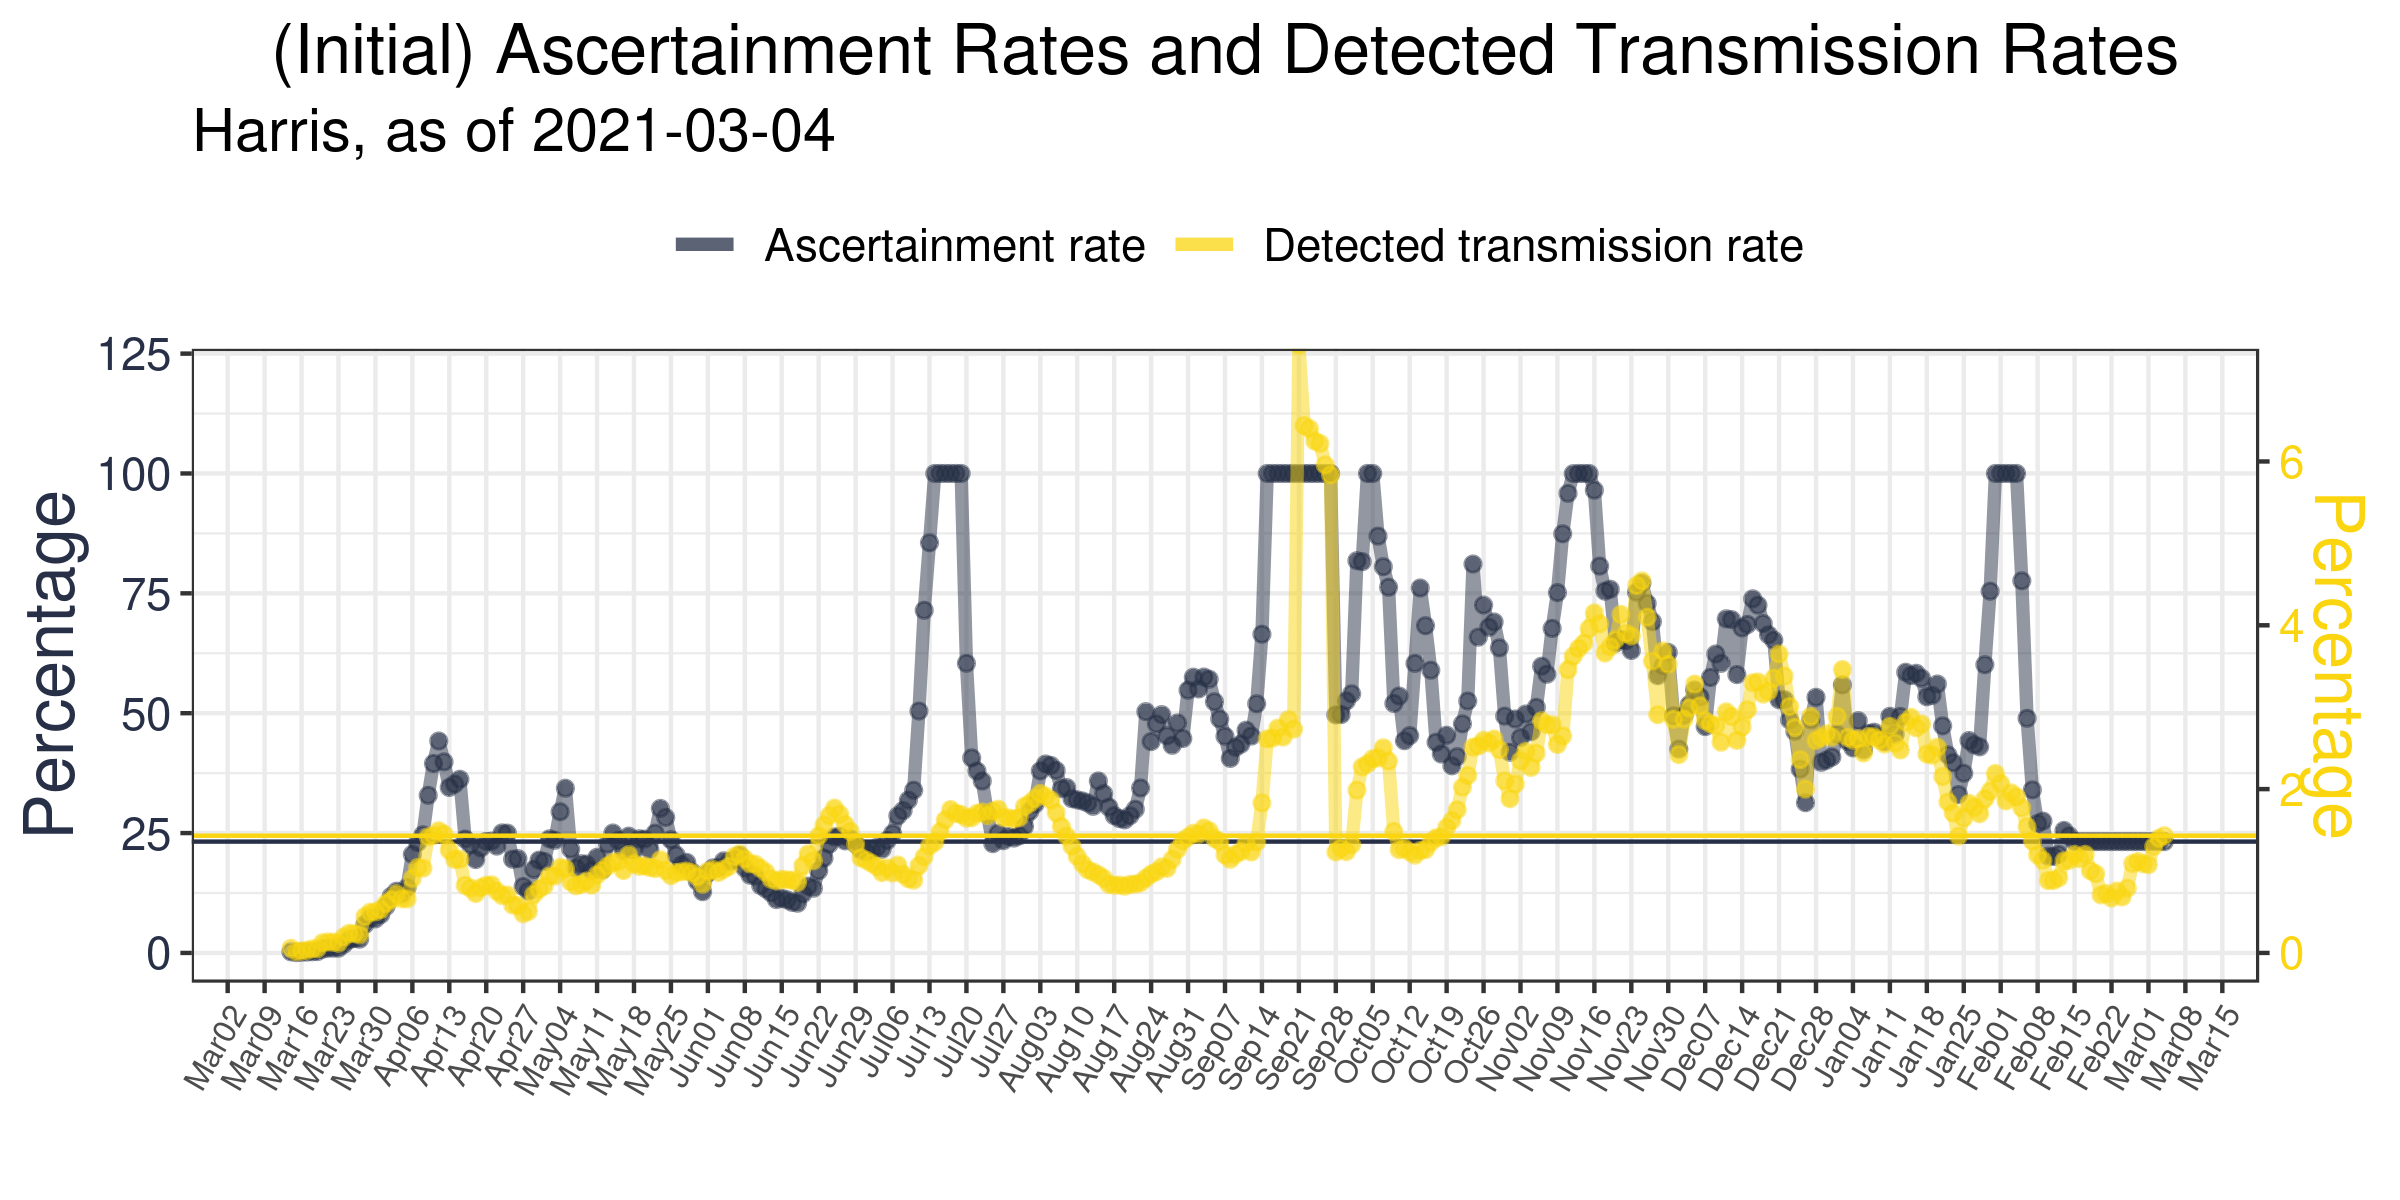 (Initial) Ascertainment Rates and Detected Transmission Rates
Harris, as of 2021-03-04
Ascertainment rate
Detected transmission rate
Percentage
125
100
75
50
25
0
6
4
2
0
Percentage
Mar02
Mar09
Mar16
Mar23
Mar30
Apr06
Apr13
Apr20
Apr27
May04
May11
May18
May25
Jun01
Jun08
Jun15
Jun22
Jun29
Jul06
Jul13
Jul20
Jul27
Aug03
Aug10
Aug17
Aug24
Aug31
Sep07
Sep14
Sep21
Sep28
Oct05
Oct12
Oct19
Oct26
Nov02
Nov09
Nov16
Nov23
Nov30
Dec07
Dec14
Dec21
Dec28
Jan04
Jan11
Jan18
Jan25
Feb01
Feb08
Feb15
Feb22
Mar01
Mar08
Mar15